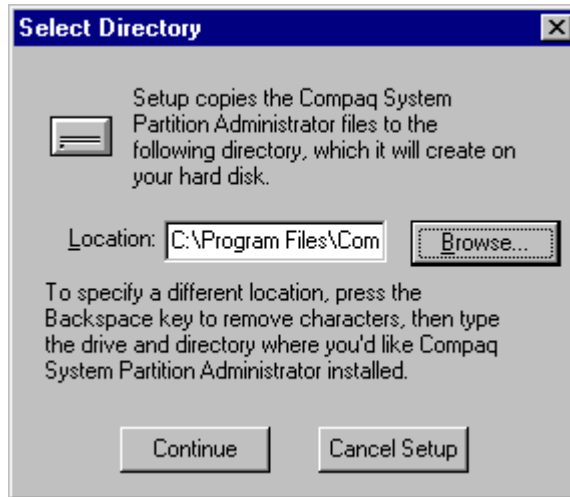 Select Directory
Setup copies the Compaq System
Partition Administrator files to the
following directory, which it will create on
your hard disk.
Location: C:\Program Files\Com Browse...
To specify a different location, press the
Backspace key to remove characters, then type
the drive and directory where you'd like Compaq
System Partition Administrator installed.
Continue Cancel Setup